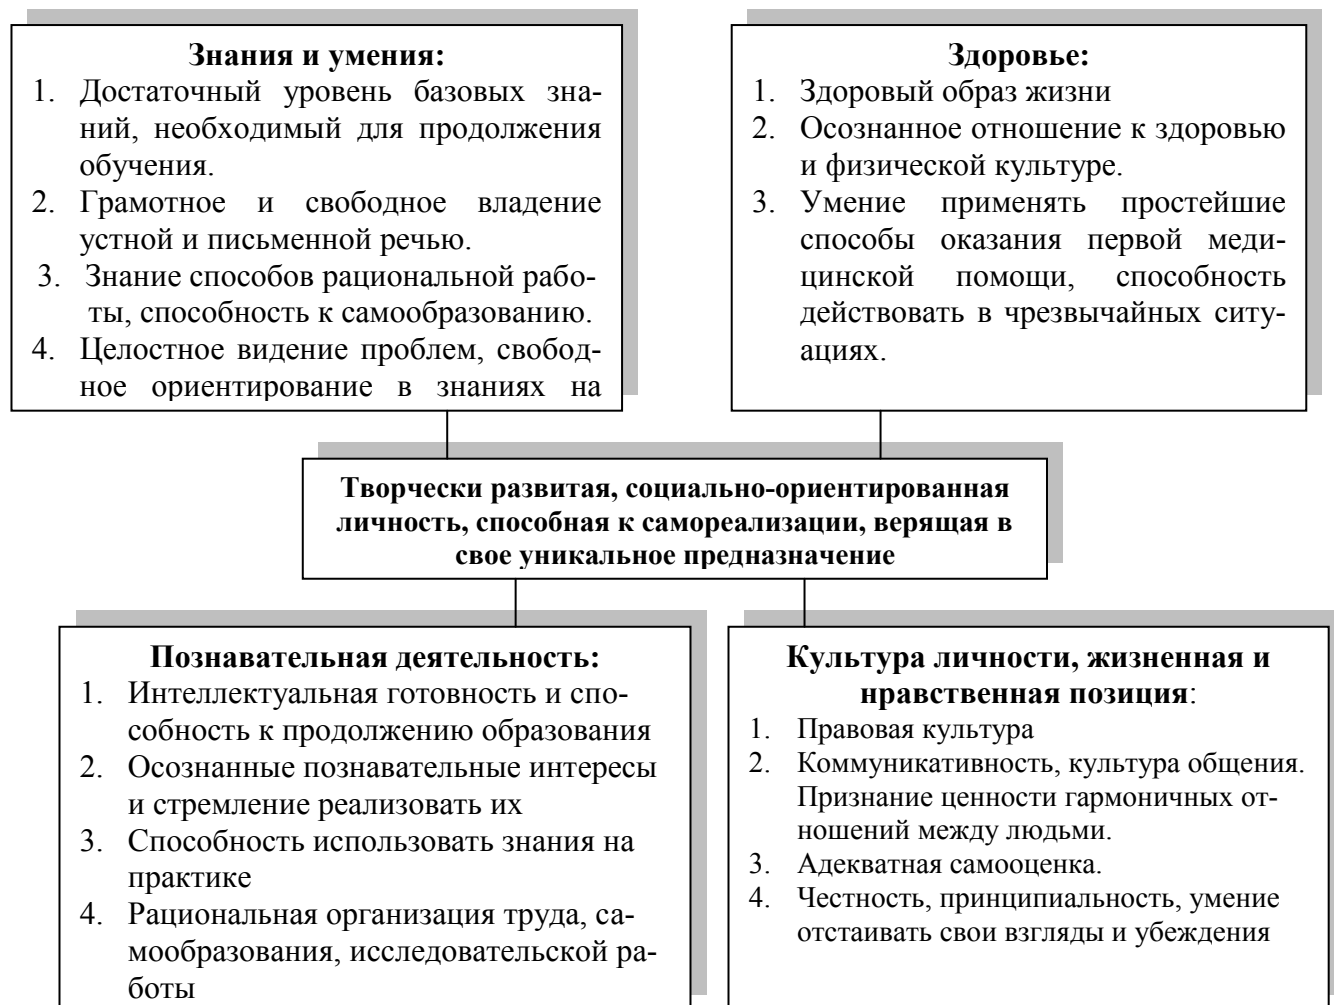 Знания и умения:
1. Достаточный уровень базовых зна-
ний, необходимый для продолжения
обучения.
2. Грамотное и свободное владение
устной и письменной речью.
3. Знание способов рациональной рабо-
ты, способность к самообразованию.
4. Целостное видение проблем, свобод-
ное ориентирование в знаниях на
Здоровье:
1. Здоровый образ жизни
2. Осознанное отношение к здоровью
и физической культуре.
3. Умение применять простейшие
способы оказания первой меди-
цинской помощи, способность
действовать в чрезвычайных ситу-
ациях.
Творчески развитая, социально-ориентированная
личность, способная к самореализации, верящая в
свое уникальное предназначение
Познавательная деятельность:
1. Интеллектуальная готовность и спо-
собность к продолжению образования
2. Осознанные познавательные интересы
и стремление реализовать их
3. Способность использовать знания на
практике
4. Рациональная организация труда, са-
мообразования, исследовательской ра-
боты
Культура личности, жизненная и
нравственная позиция:
1. Правовая культура
2. Коммуникативность, культура общения.
Признание ценности гармоничных от-
ношений между людьми.
3. Адекватная самооценка.
4. Честность, принципиальность, умение
отстаивать свои взгляды и убеждения